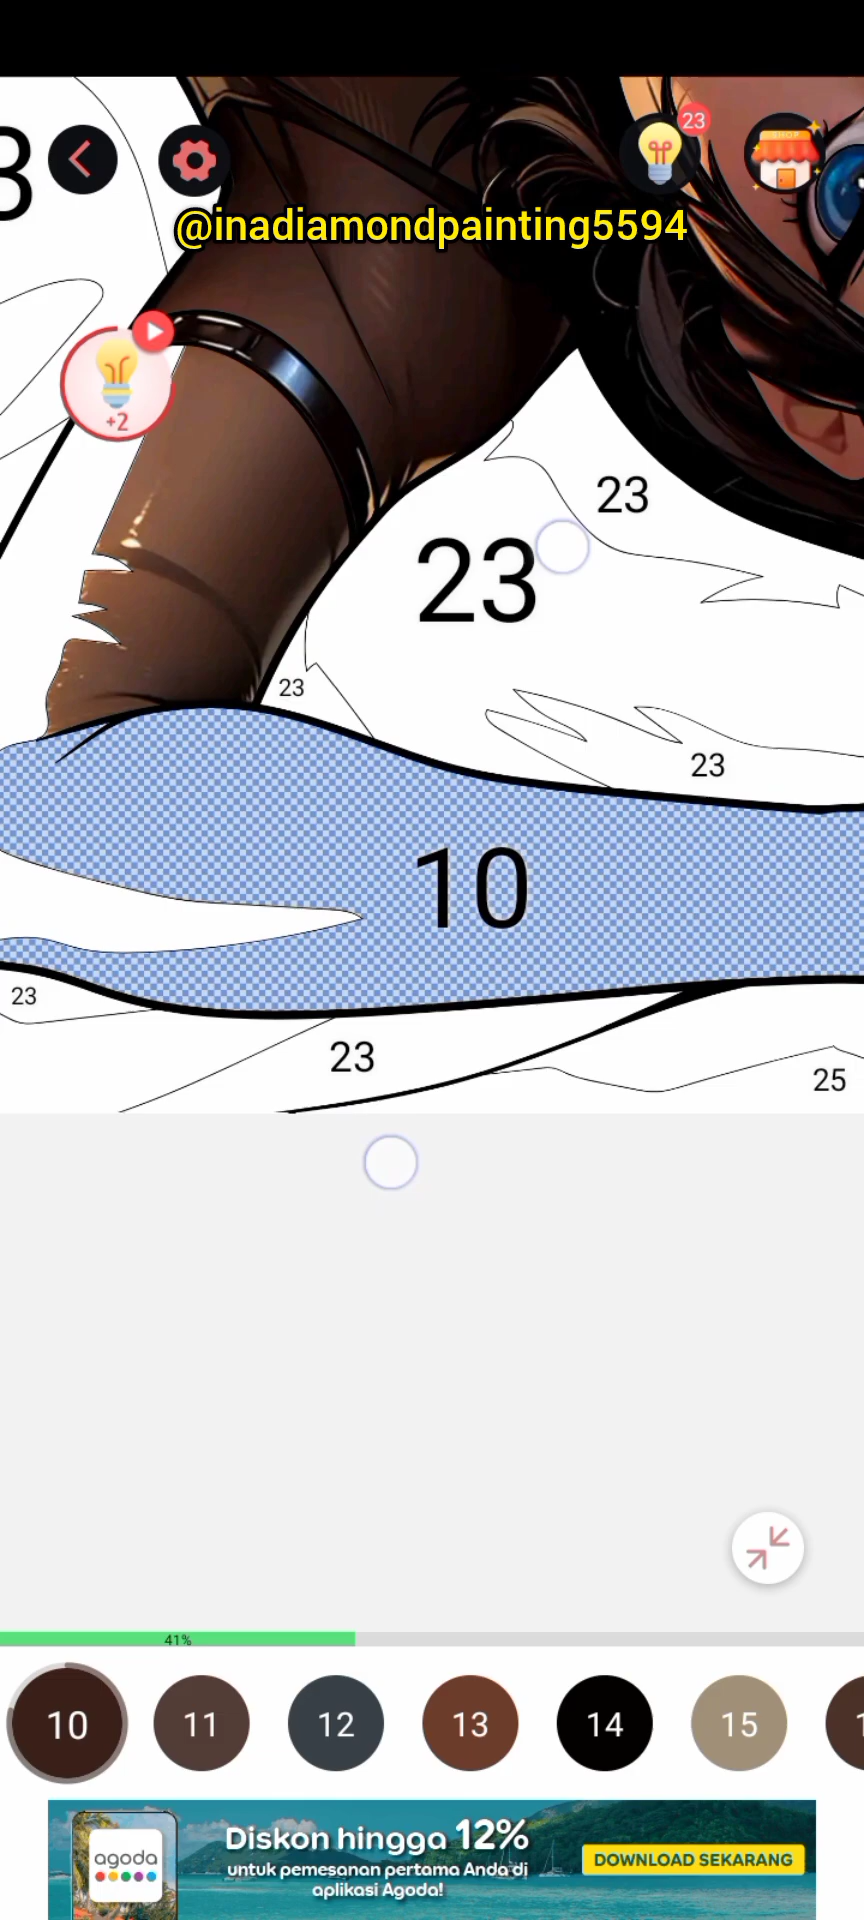 3
23
@inadiamondpainting5594
+2
23
23
23
23
10
23
23
25
41%
10 11 12 13 14 15
agoda
Diskon hingga 12%
untuk pemesanan pertama Anda di
aplikasi Agoda!
DOWNLOAD SEKARANG